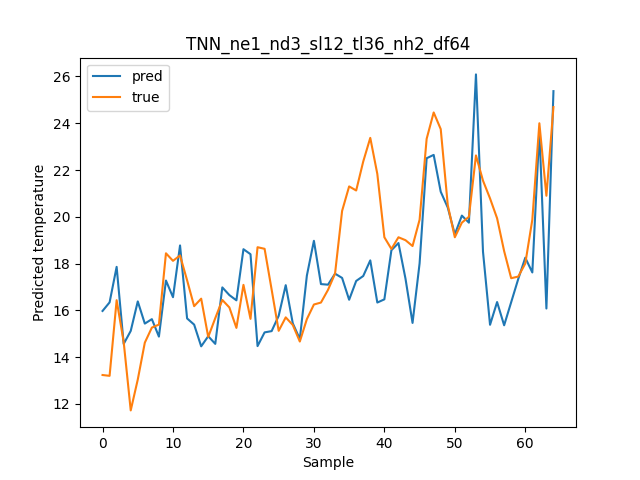 TNN_ne1_nd3_sl12_tl36_nh2_df64
pred
true
Predicted temperature
26
24
22
20
18
16
14
12
0 10 20 30 40 50 60
Sample